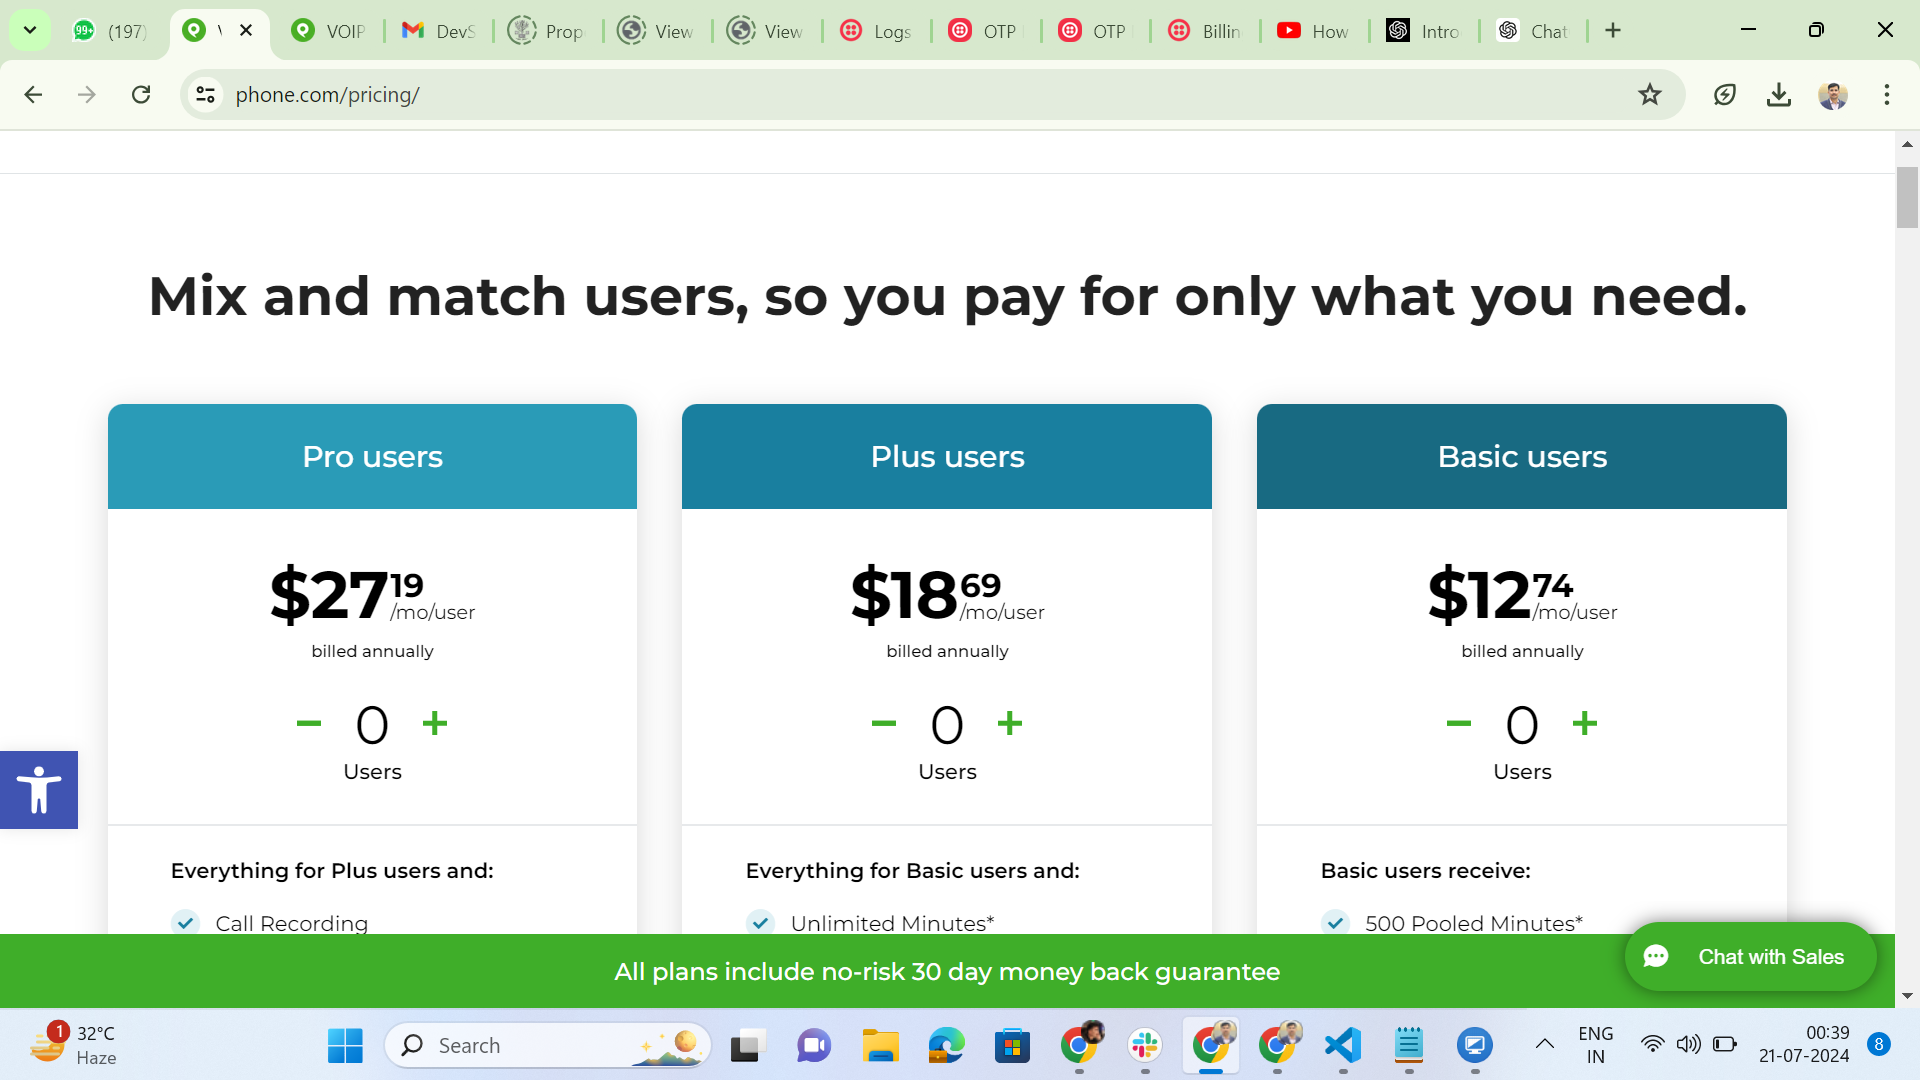 (197)
VOIP
DevS
Prop
View
View
Logs
OTP
OTP
Billin
How
Intro
Chat
phone.com/pricing/
Mix and match users, so you pay for only what you need.
Pro users
$27 19 /mo/user
billed annually
− 0 +
Users
Everything for Plus users and:
Call Recording
Plus users
$18 69 /mo/user
billed annually
− 0 +
Users
Everything for Basic users and:
Unlimited Minutes*
Basic users
$12 74 /mo/user
billed annually
− 0 +
Users
Basic users receive:
500 Pooled Minutes*
All plans include no-risk 30 day money back guarantee
Chat with Sales
1
32°C
Haze
Search
ENG
IN
00:39
21-07-2024
8